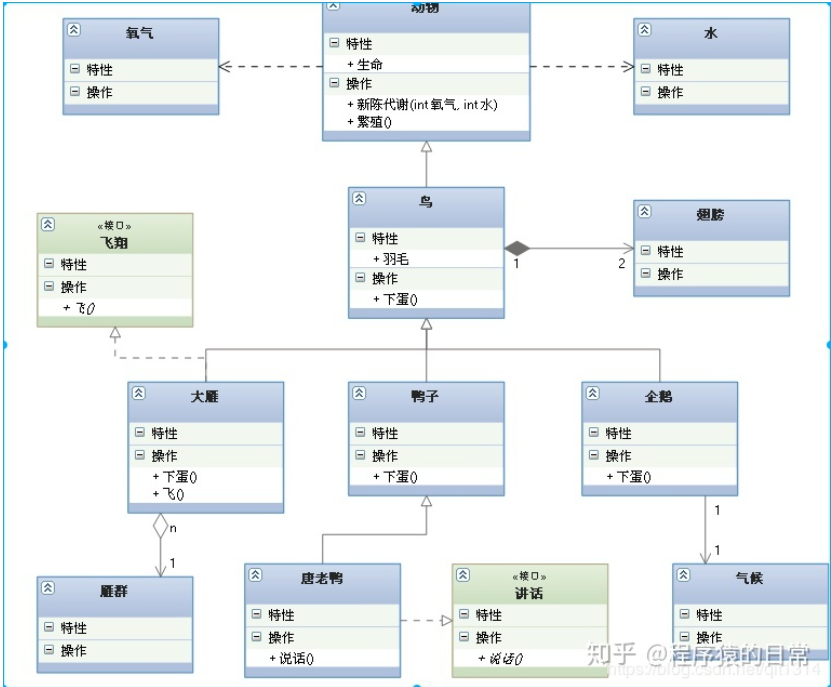 动物
特性
+ 生命
操作
+ 新陈代谢(int 氧气, int 水)
+ 繁殖()
氧气
特性
操作
水
特性
操作
鸟
特性
+ 羽毛
操作
+ 下蛋()
1
2
翅膀
特性
操作
«接口»
飞翔
特性
操作
+ 飞()
大雁
特性
操作
+ 下蛋()
+ 飞()
鸭子
特性
操作
+ 下蛋()
企鹅
特性
操作
+ 下蛋()
n
1
1
1
雁群
特性
操作
唐老鸭
特性
操作
+ 说话()
«接口»
讲话
特性
操作
+ 说话()
气候
特性
操作
知乎 @程序猿的日常
https://blog.csdn.net/qit1314